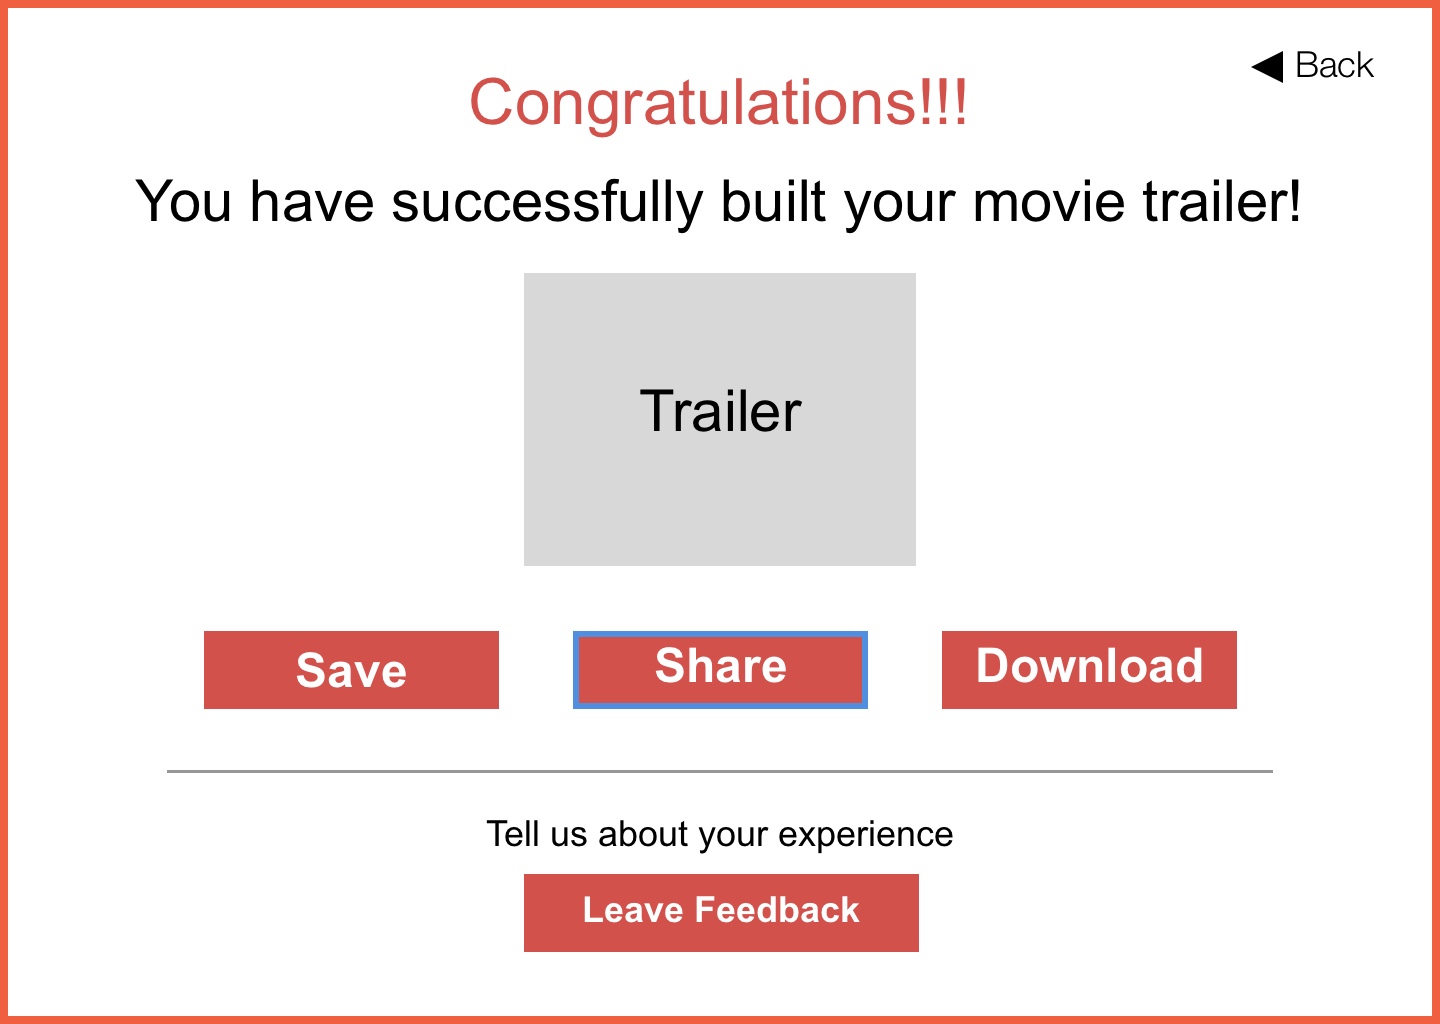 Back
Congratulations!!!
You have successfully built your movie trailer!
Trailer
Save
Share
Download
Tell us about your experience
Leave Feedback